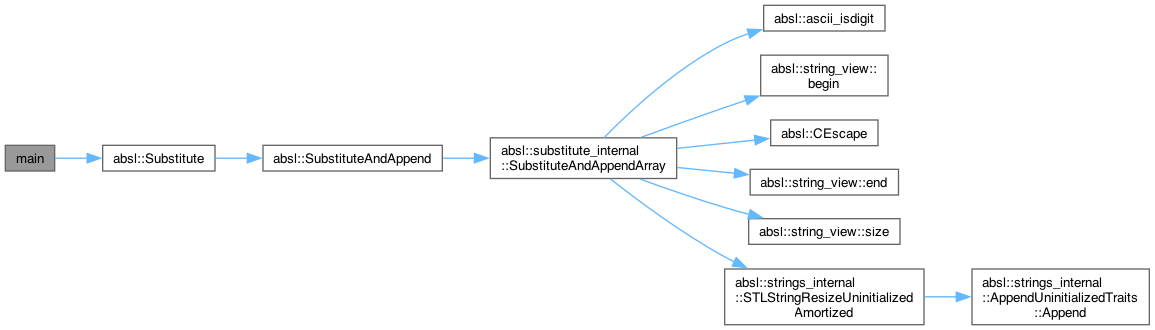 main
absl::Substitute
absl::SubstituteAndAppend
absl::substitute_internal
::SubstituteAndAppendArray
absl::ascii_isdigit
absl::string_view::
begin
absl::CEscape
absl::string_view::end
absl::string_view::size
absl::strings_internal
::STLStringResizeUninitialized
Amortized
absl::strings_internal
::AppendUninitializedTraits
::Append